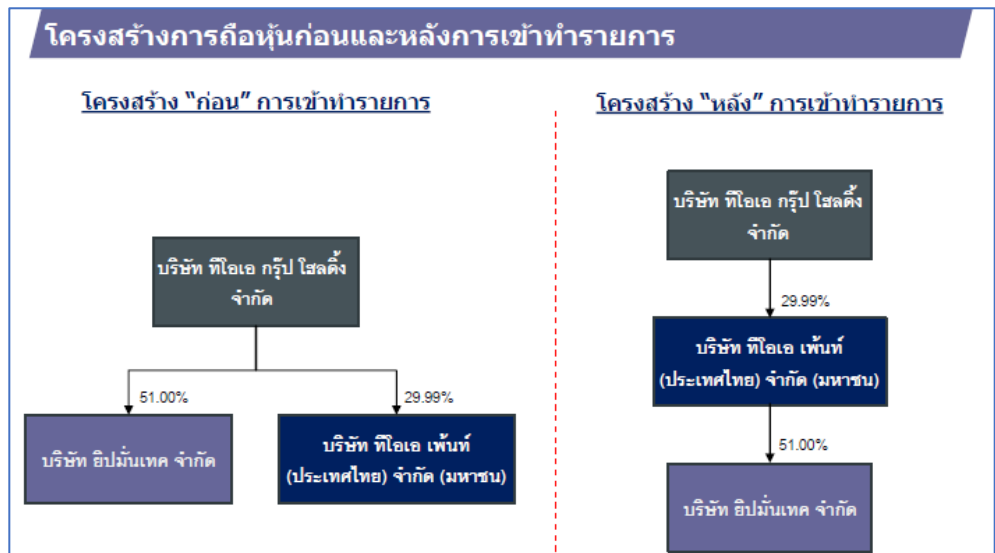 โครงสร้างการถือหุ้นก่อนและหลังการเข้าทำรายการ
โครงสร้าง “ก่อน” การเข้าทำรายการ
บริษัท ทีโอเอ กรุ๊ป โฮลดิ้ง
จำกัด
51.00%
29.99%
บริษัท ยิปมั่นเทค จำกัด
บริษัท ทีโอเอ เพ้นท์
(ประเทศไทย) จำกัด (มหาชน)
โครงสร้าง “หลัง” การเข้าทำรายการ
บริษัท ทีโอเอ กรุ๊ป โฮลดิ้ง
จำกัด
29.99%
บริษัท ทีโอเอ เพ้นท์
(ประเทศไทย) จำกัด (มหาชน)
51.00%
บริษัท ยิปมั่นเทค จำกัด